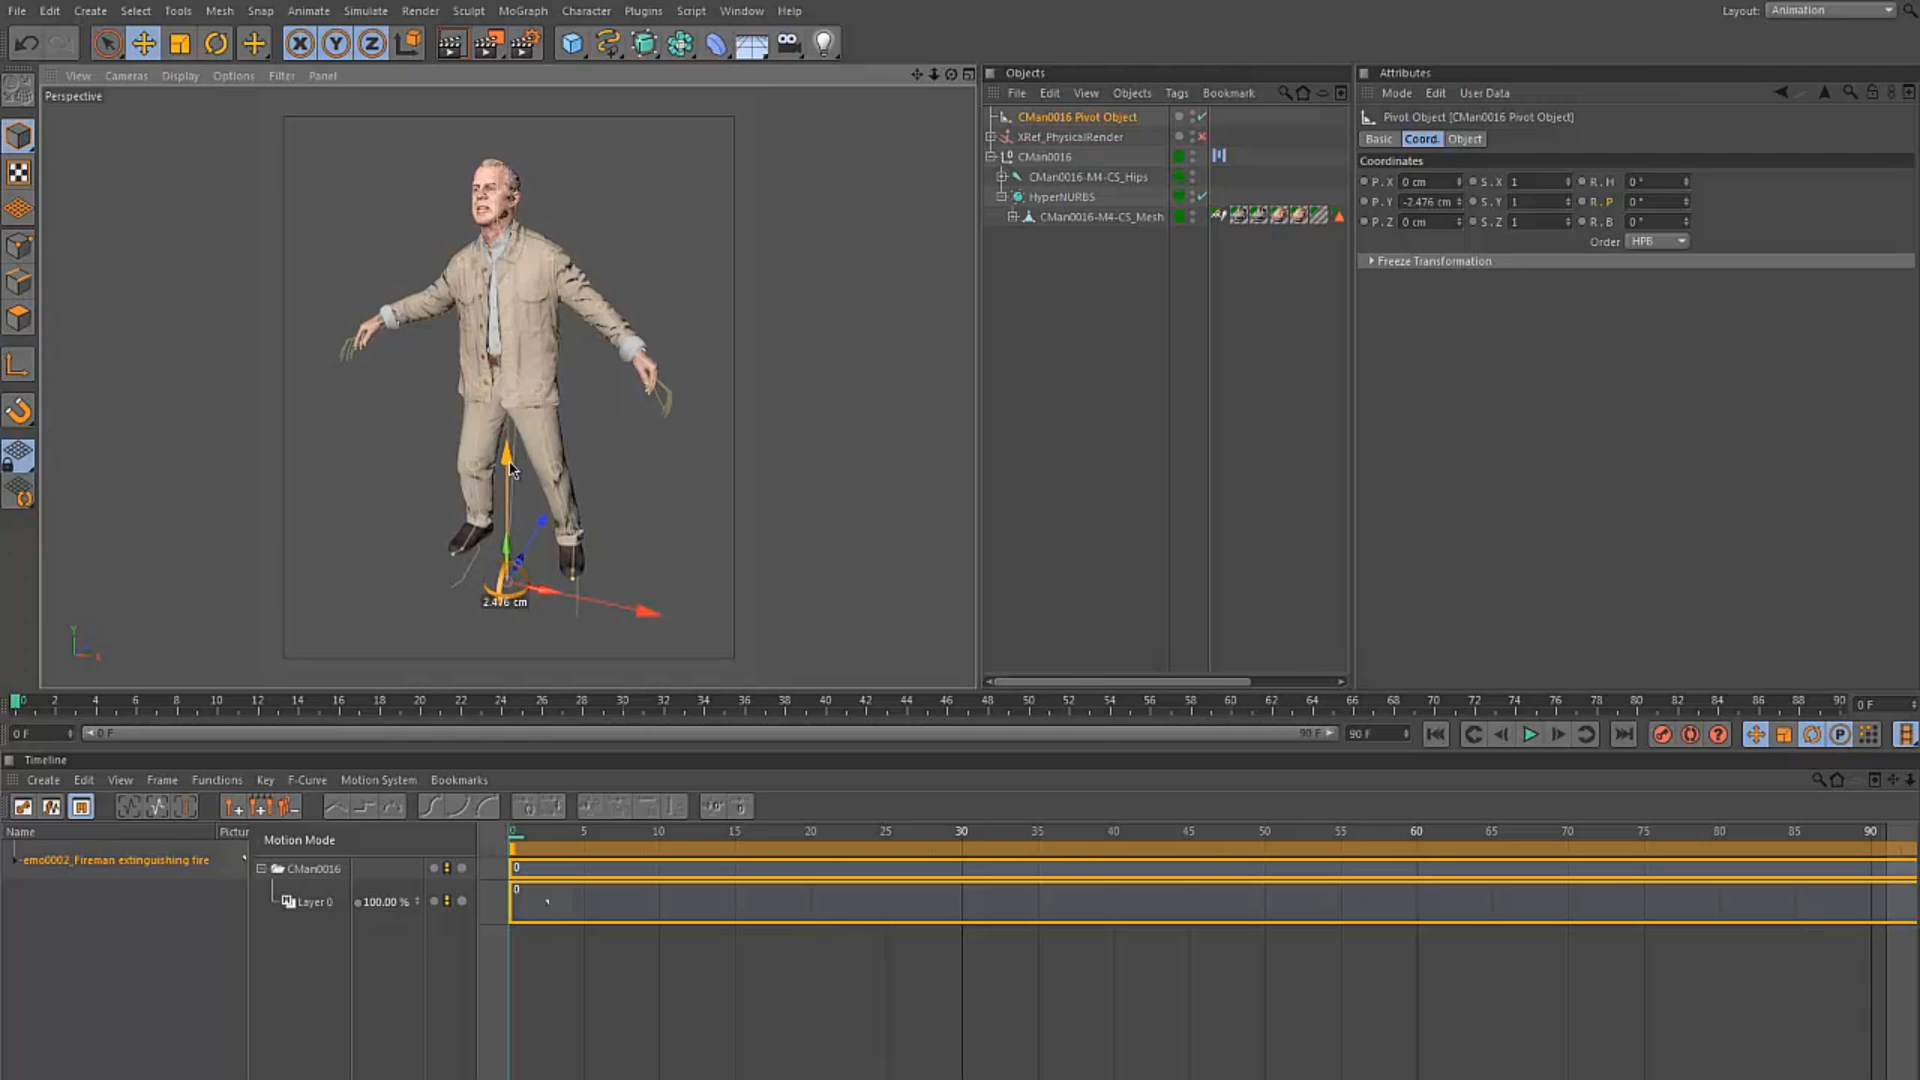 File Edit Create Select Tools Mesh Snap Animate Simulate Render Sculpt MoGraph Character Plugins Script Window Help Layout: Animation
X Y Z
View Cameras Display Options Filter Panel
Perspective
2.476 cm
Y
X
Objects
File Edit View Objects Tags Bookmark
CMan0016 Pivot Object
XRef_PhysicalRender
CMan0016
CMan0016-M4-CS_Hips
HyperNURBS
CMan0016-M4-CS_Mesh
Attributes
Mode Edit User Data
Pivot Object [CMan0016 Pivot Object]
Basic Coord. Object
Coordinates
P . X 0 cm S . X 1 R . H 0 °
P . Y -2.476 cm S . Y 1 R . P 0 °
P . Z 0 cm S . Z 1 R . B 0 °
Order HPB
Freeze Transformation
0 2 4 6 8 10 12 14 16 18 20 22 24 26 28 30 32 34 36 38 40 42 44 46 48 50 52 54 56 58 60 62 64 66 68 70 72 74 76 78 80 82 84 86 88 90 0 F
0 F 0 F 90 F 90 F P
Timeline
Create Edit View Frame Functions Key F-Curve Motion System Bookmarks
Name Pictur Motion Mode 0 5 10 15 20 25 30 35 40 45 50 55 60 65 70 75 80 85 90
-emo0002_Fireman extinguishing fire
CMan0016 0
Layer 0 100.00 % 0